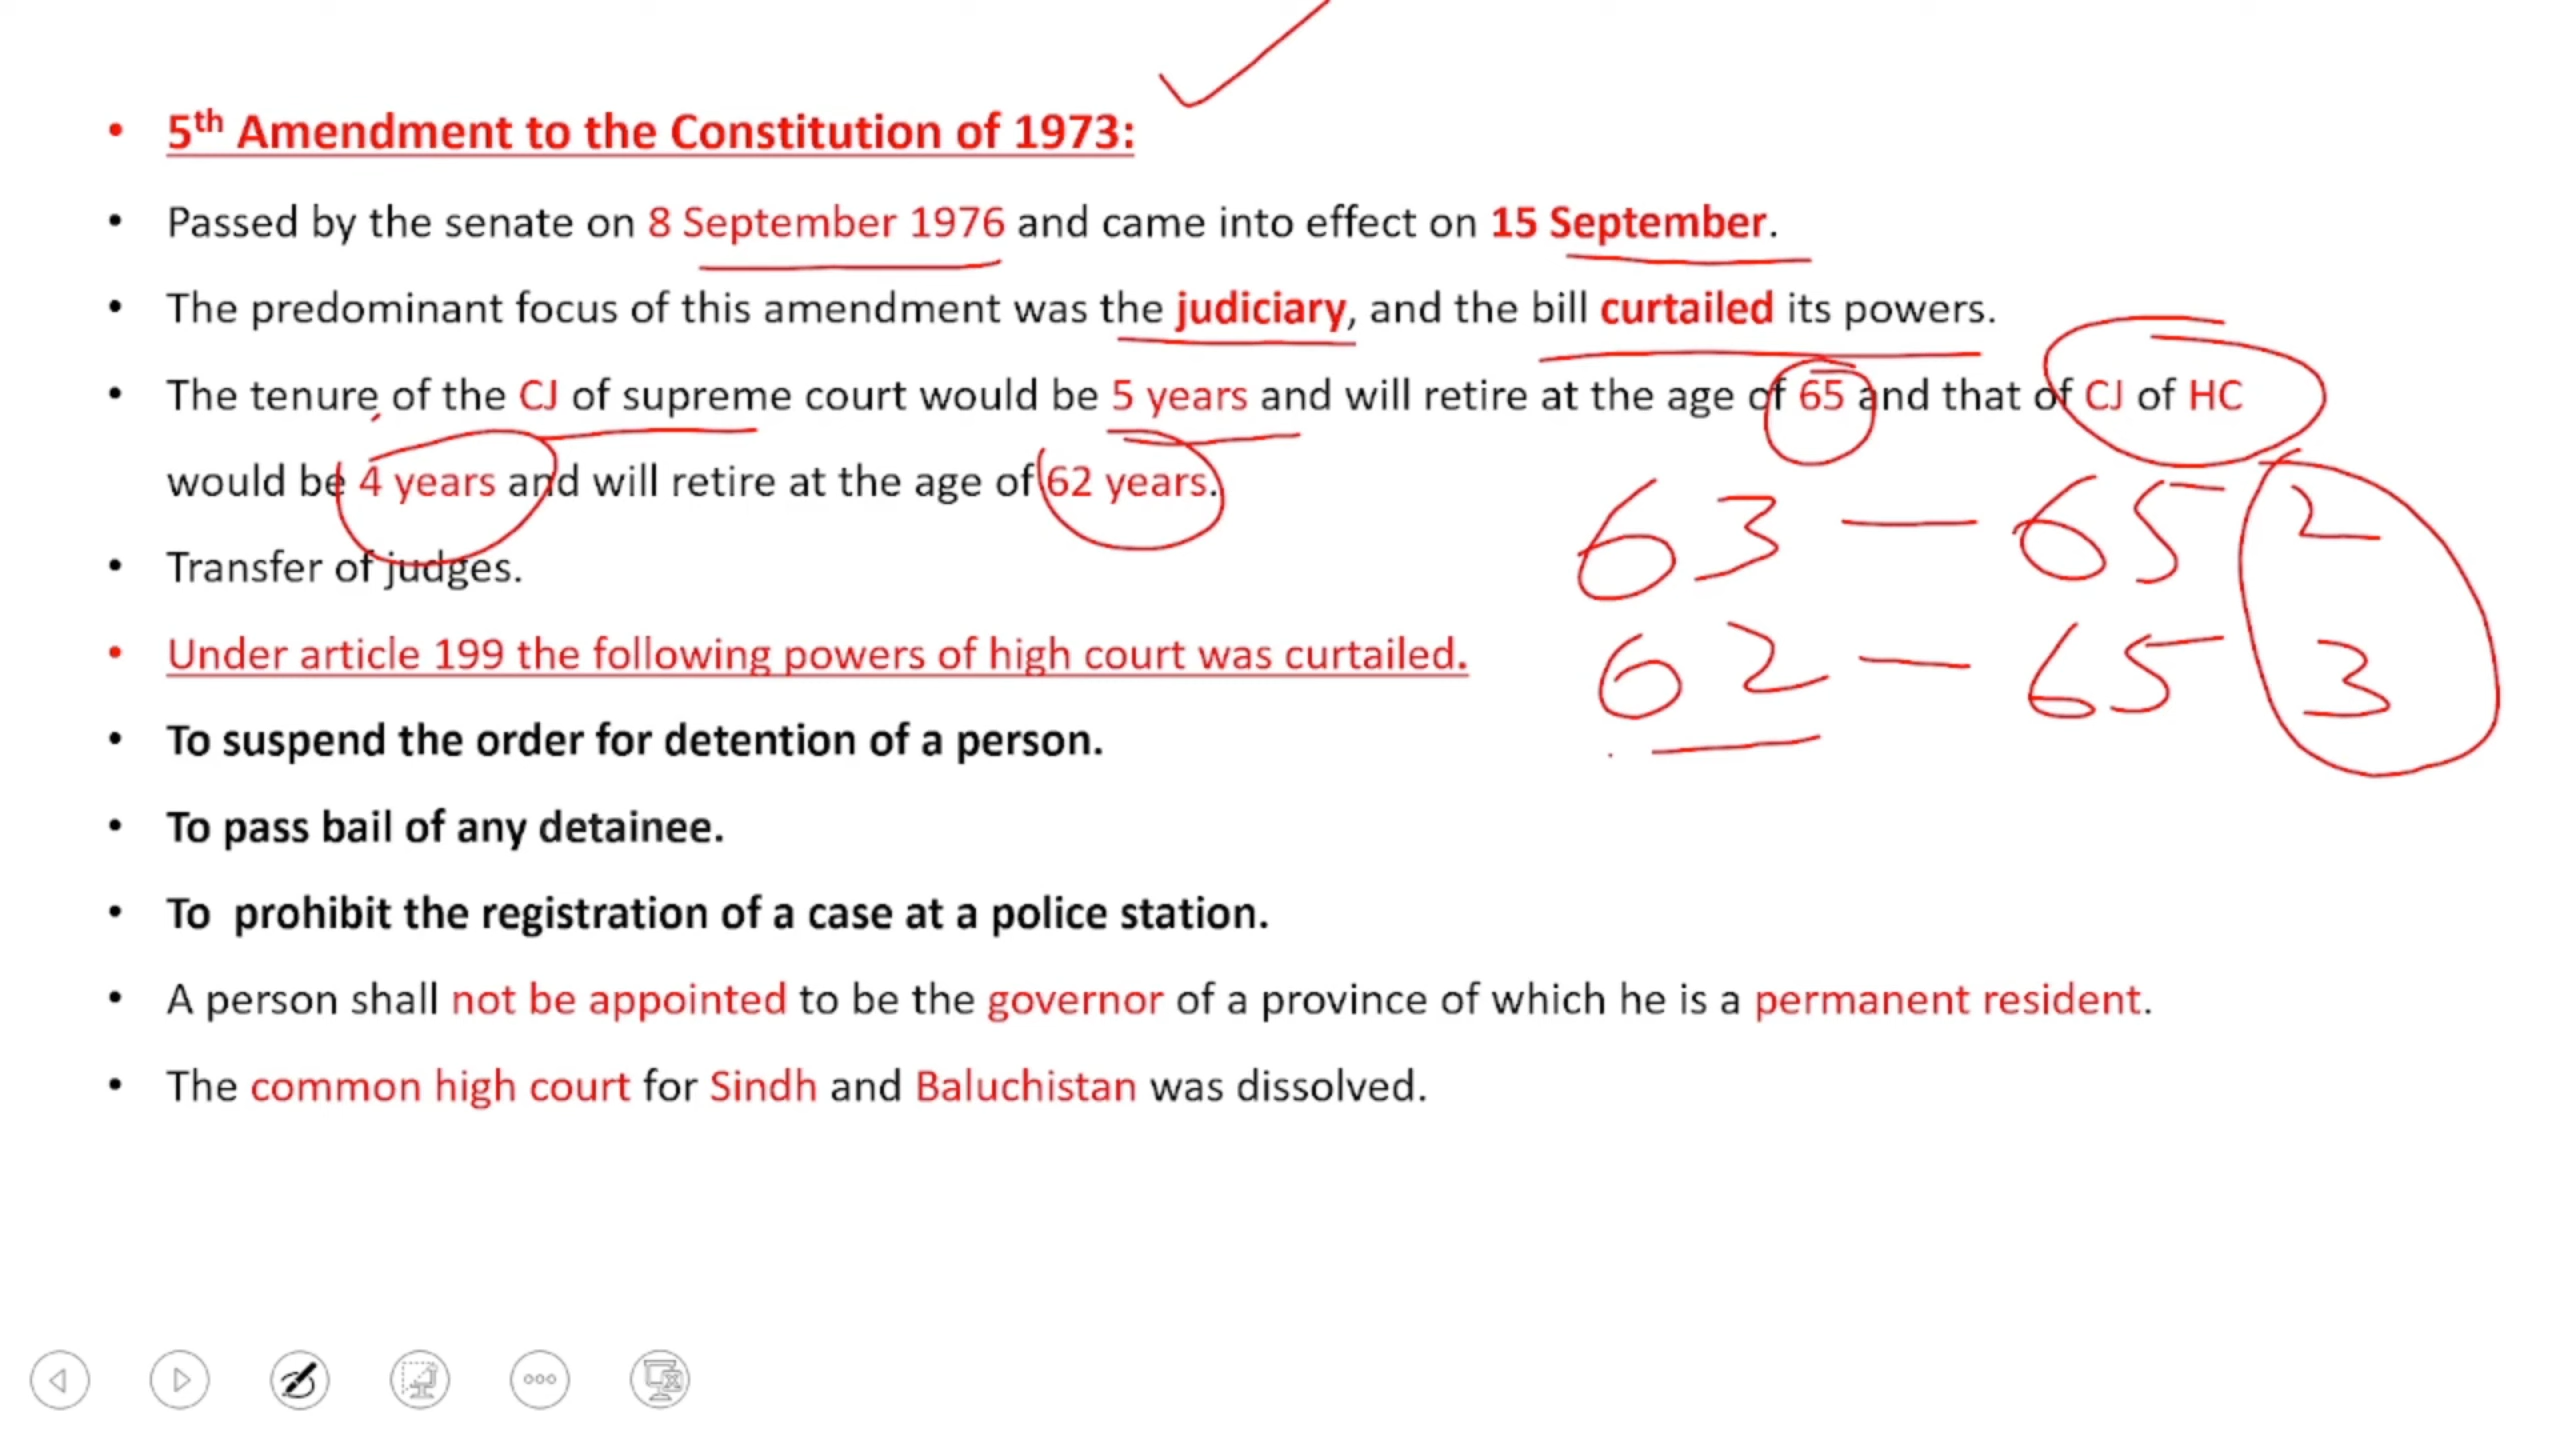 • 5th Amendment to the Constitution of 1973:
• Passed by the senate on 8 September 1976 and came into effect on 15 September.
• The predominant focus of this amendment was the judiciary, and the bill curtailed its powers.
• The tenure of the CJ of supreme court would be 5 years and will retire at the age of 65 and that of CJ of HC
would be 4 years and will retire at the age of 62 years.
63 — 65 2
• Transfer of judges.
• Under article 199 the following powers of high court was curtailed.
62 — 65 3
• To suspend the order for detention of a person.
• To pass bail of any detainee.
• To  prohibit the registration of a case at a police station.
• A person shall not be appointed to be the governor of a province of which he is a permanent resident.
• The common high court for Sindh and Baluchistan was dissolved.